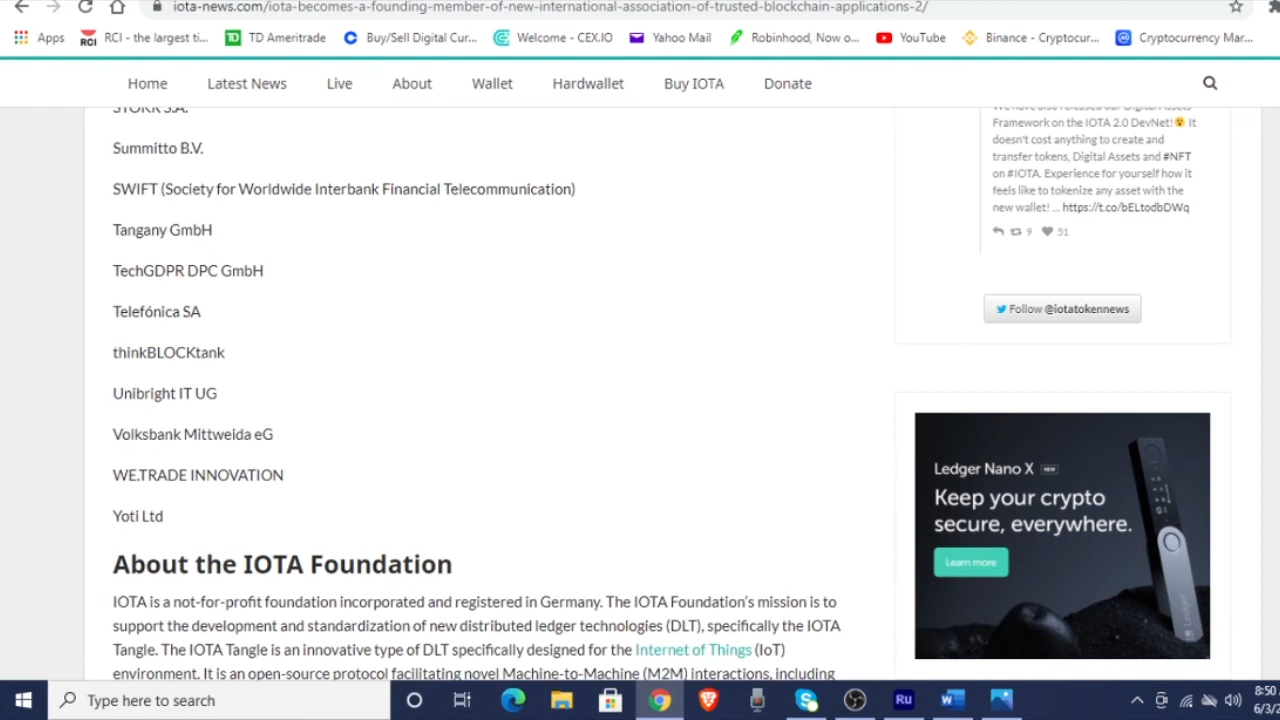 iota-news.com/iota-becomes-a-founding-member-of-new-international-association-of-trusted-blockchain-applications-2/
Apps RCI RCI - the largest ti... TD TD Ameritrade Buy/Sell Digital Cur... Welcome - CEX.IO Yahoo Mail Robinhood, Now o... YouTube Binance - Cryptocur... Cryptocurrency Mar...
Home Latest News Live About Wallet Hardwallet Buy IOTA Donate
STOKR S.A.
Summitto B.V.
SWIFT (Society for Worldwide Interbank Financial Telecommunication)
Tangany GmbH
TechGDPR DPC GmbH
Telefónica SA
thinkBLOCKtank
Unibright IT UG
Volksbank Mittweida eG
WE.TRADE INNOVATION
Yoti Ltd
About the IOTA Foundation
IOTA is a not-for-profit foundation incorporated and registered in Germany. The IOTA Foundation's mission is to
support the development and standardization of new distributed ledger technologies (DLT), specifically the IOTA
Tangle. The IOTA Tangle is an innovative type of DLT specifically designed for the Internet of Things (IoT)
environment. It is an open-source protocol facilitating novel Machine-to-Machine (M2M) interactions, including
We have also released our Digital Assets
Framework on the IOTA 2.0 DevNet!😮 It
doesn't cost anything to create and
transfer tokens, Digital Assets and #NFT
on #IOTA. Experience for yourself how it
feels like to tokenize any asset with the
new wallet! ... https://t.co/bELtodbDWq
9 51
Follow @iotatokennews
Ledger Nano X NEW
Keep your crypto
secure, everywhere.
Learn more
Ledger
Type here to search
Ru
8:50
6/3/2